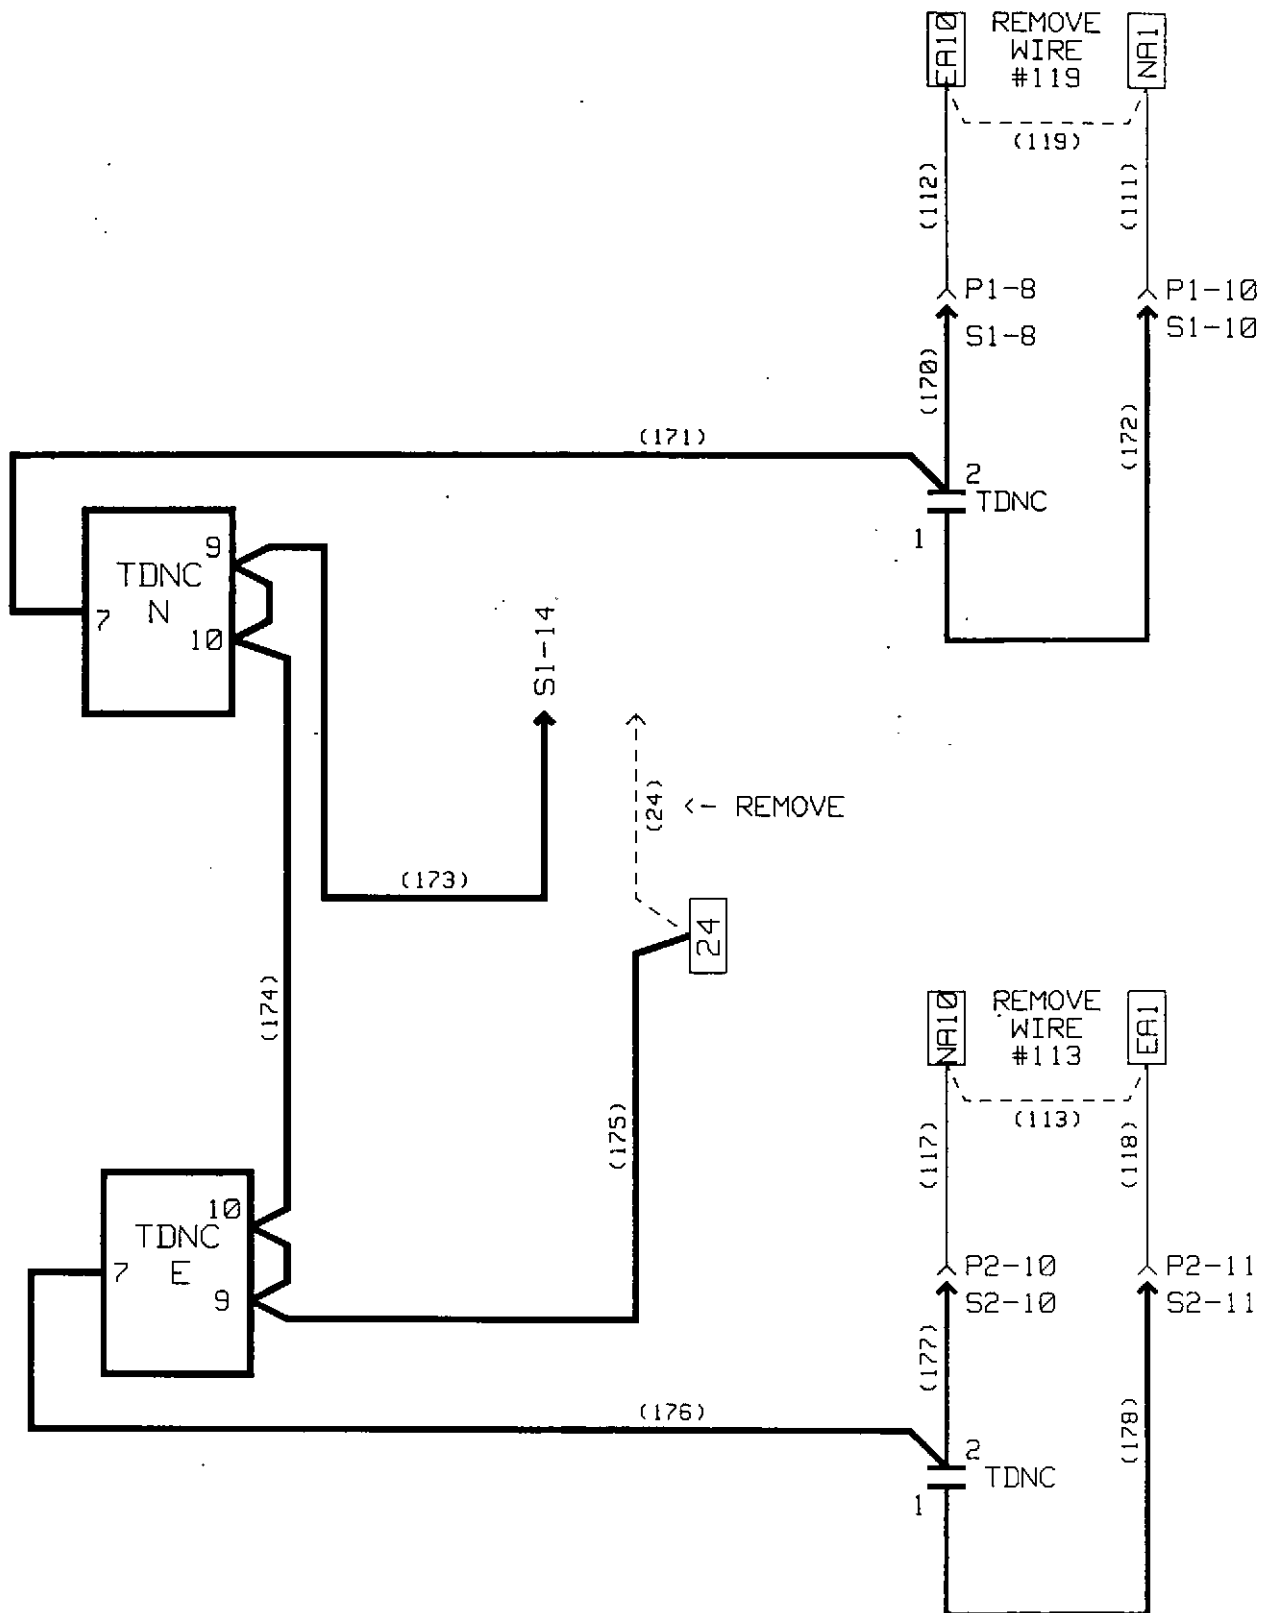 EA10
REMOVE
WIRE
#119
NA1
(119)
(112)
(111)
P1-8
S1-8
P1-10
S1-10
(170)
(172)
(171)
2
TDNC
1
TDNC
N
9
10
7
S1-14
(24)
<- REMOVE
(173)
24
(174)
(175)
NA10
REMOVE
WIRE
#113
EA1
(113)
(117)
(118)
P2-10
S2-10
P2-11
S2-11
(177)
(178)
TDNC
E
10
9
7
(176)
2
TDNC
1